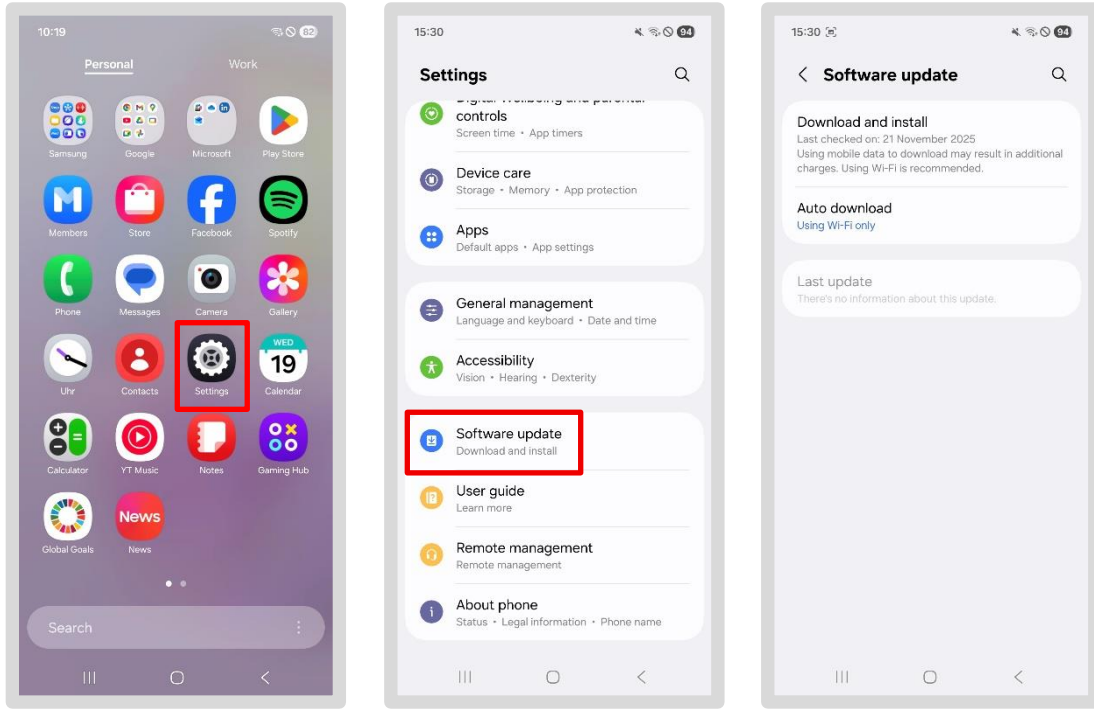 10:19
82
Personal Work
Samsung Google Microsoft Play Store
Members Store Facebook Spotify
Phone Messages Camera Gallery
WED
19
Uhr Contacts Settings Calendar
Calculator YT Music Notes Gaming Hub
News
Global Goals News
Search
15:30
94
Settings
Digital Wellbeing and parental
controls
Screen time • App timers
Device care
Storage • Memory • App protection
Apps
Default apps • App settings
General management
Language and keyboard • Date and time
Accessibility
Vision • Hearing • Dexterity
Software update
Download and install
User guide
Learn more
Remote management
Remote management
About phone
Status • Legal information • Phone name
15:30
94
Software update
Download and install
Last checked on: 21 November 2025
Using mobile data to download may result in additional
charges. Using Wi-Fi is recommended.
Auto download
Using Wi-Fi only
Last update
There's no information about this update.